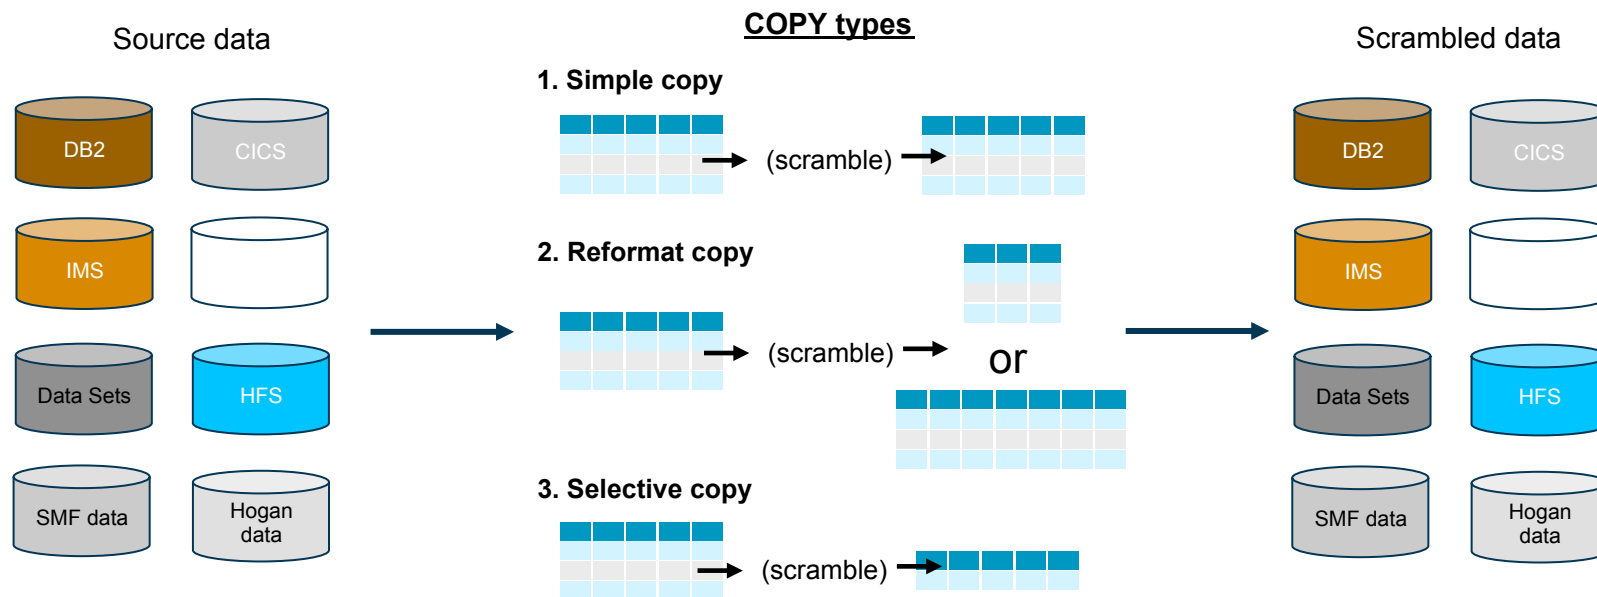 Source data
DB2
CICS
IMS
Data Sets
HFS
SMF data
Hogan
data
COPY types
1. Simple copy
(scramble)
2. Reformat copy
(scramble)
or
3. Selective copy
(scramble)
Scrambled data
DB2
CICS
IMS
Data Sets
HFS
SMF data
Hogan
data